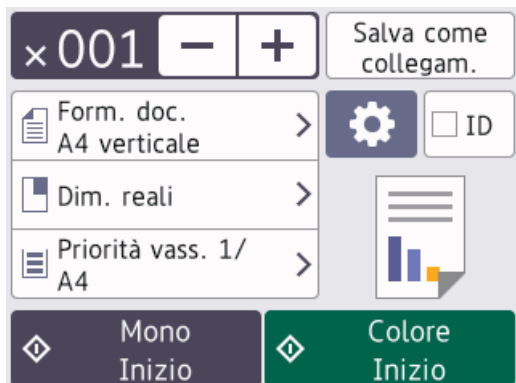 ×001 − +
Salva come
collegam.
Form. doc.
A4 verticale
ID
Dim. reali
Priorità vass. 1/
A4
Mono
Inizio
Colore
Inizio